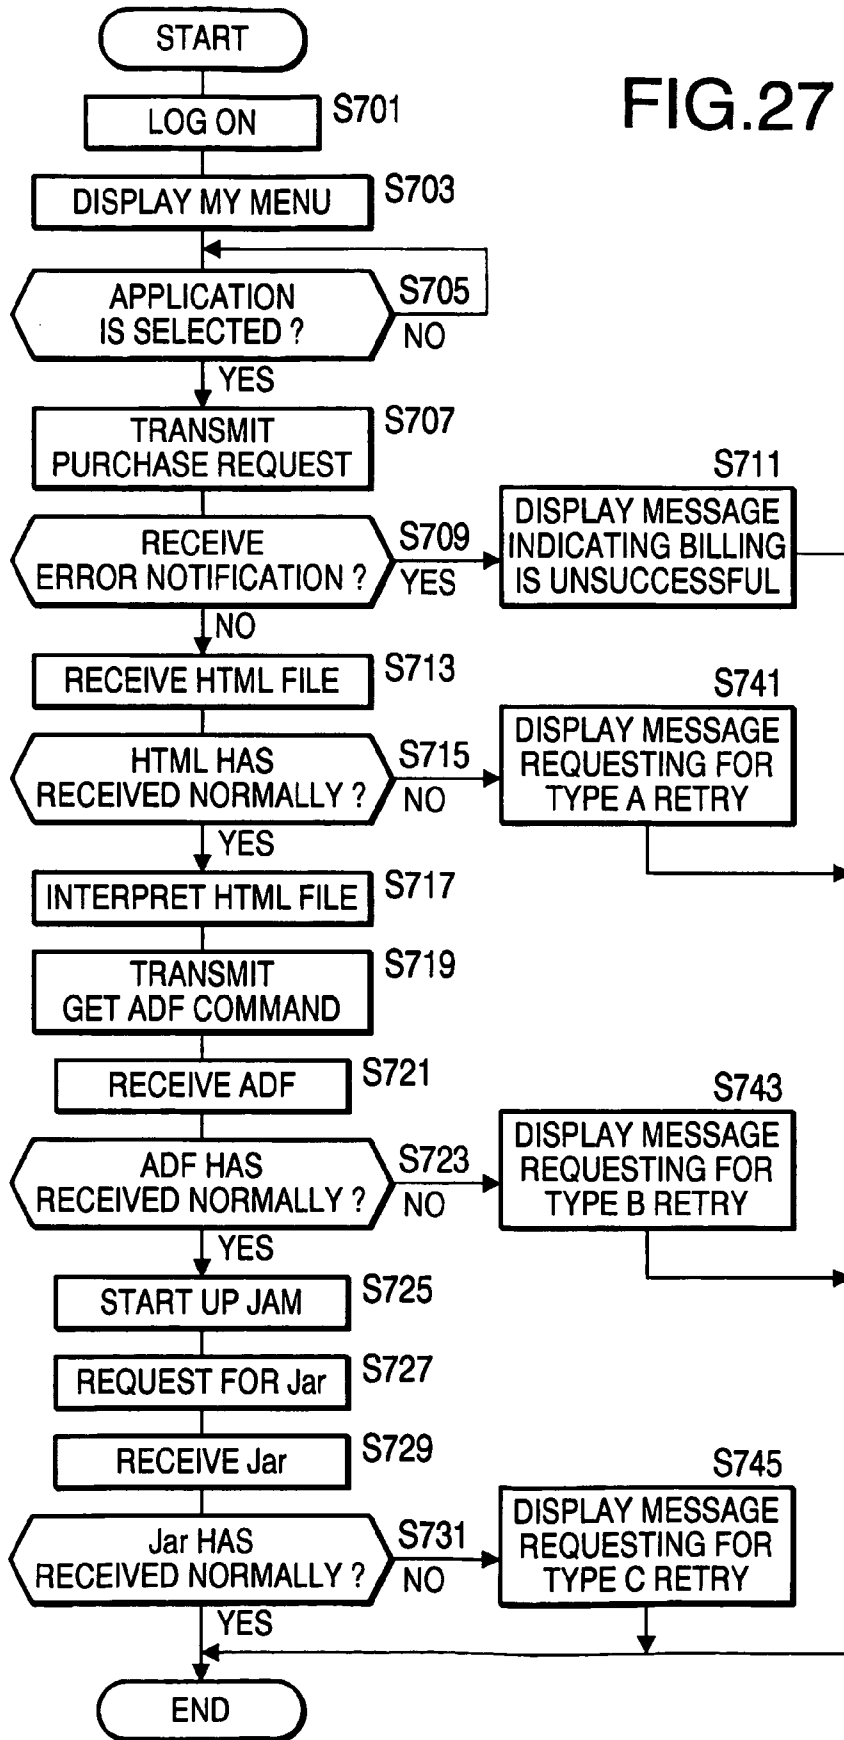 START
FIG.27
LOG ON
S701
DISPLAY MY MENU
S703
APPLICATION
IS SELECTED ?
S705
NO
YES
TRANSMIT
PURCHASE REQUEST
S707
RECEIVE
ERROR NOTIFICATION ?
S709
YES
S711
DISPLAY MESSAGE
INDICATING BILLING
IS UNSUCCESSFUL
NO
RECEIVE HTML FILE
S713
HTML HAS
RECEIVED NORMALLY ?
S715
NO
S741
DISPLAY MESSAGE
REQUESTING FOR
TYPE A RETRY
YES
INTERPRET HTML FILE
S717
TRANSMIT
GET ADF COMMAND
S719
RECEIVE ADF
S721
ADF HAS
RECEIVED NORMALLY ?
S723
NO
S743
DISPLAY MESSAGE
REQUESTING FOR
TYPE B RETRY
YES
START UP JAM
S725
REQUEST FOR Jar
S727
RECEIVE Jar
S729
Jar HAS
RECEIVED NORMALLY ?
S731
NO
S745
DISPLAY MESSAGE
REQUESTING FOR
TYPE C RETRY
YES
END